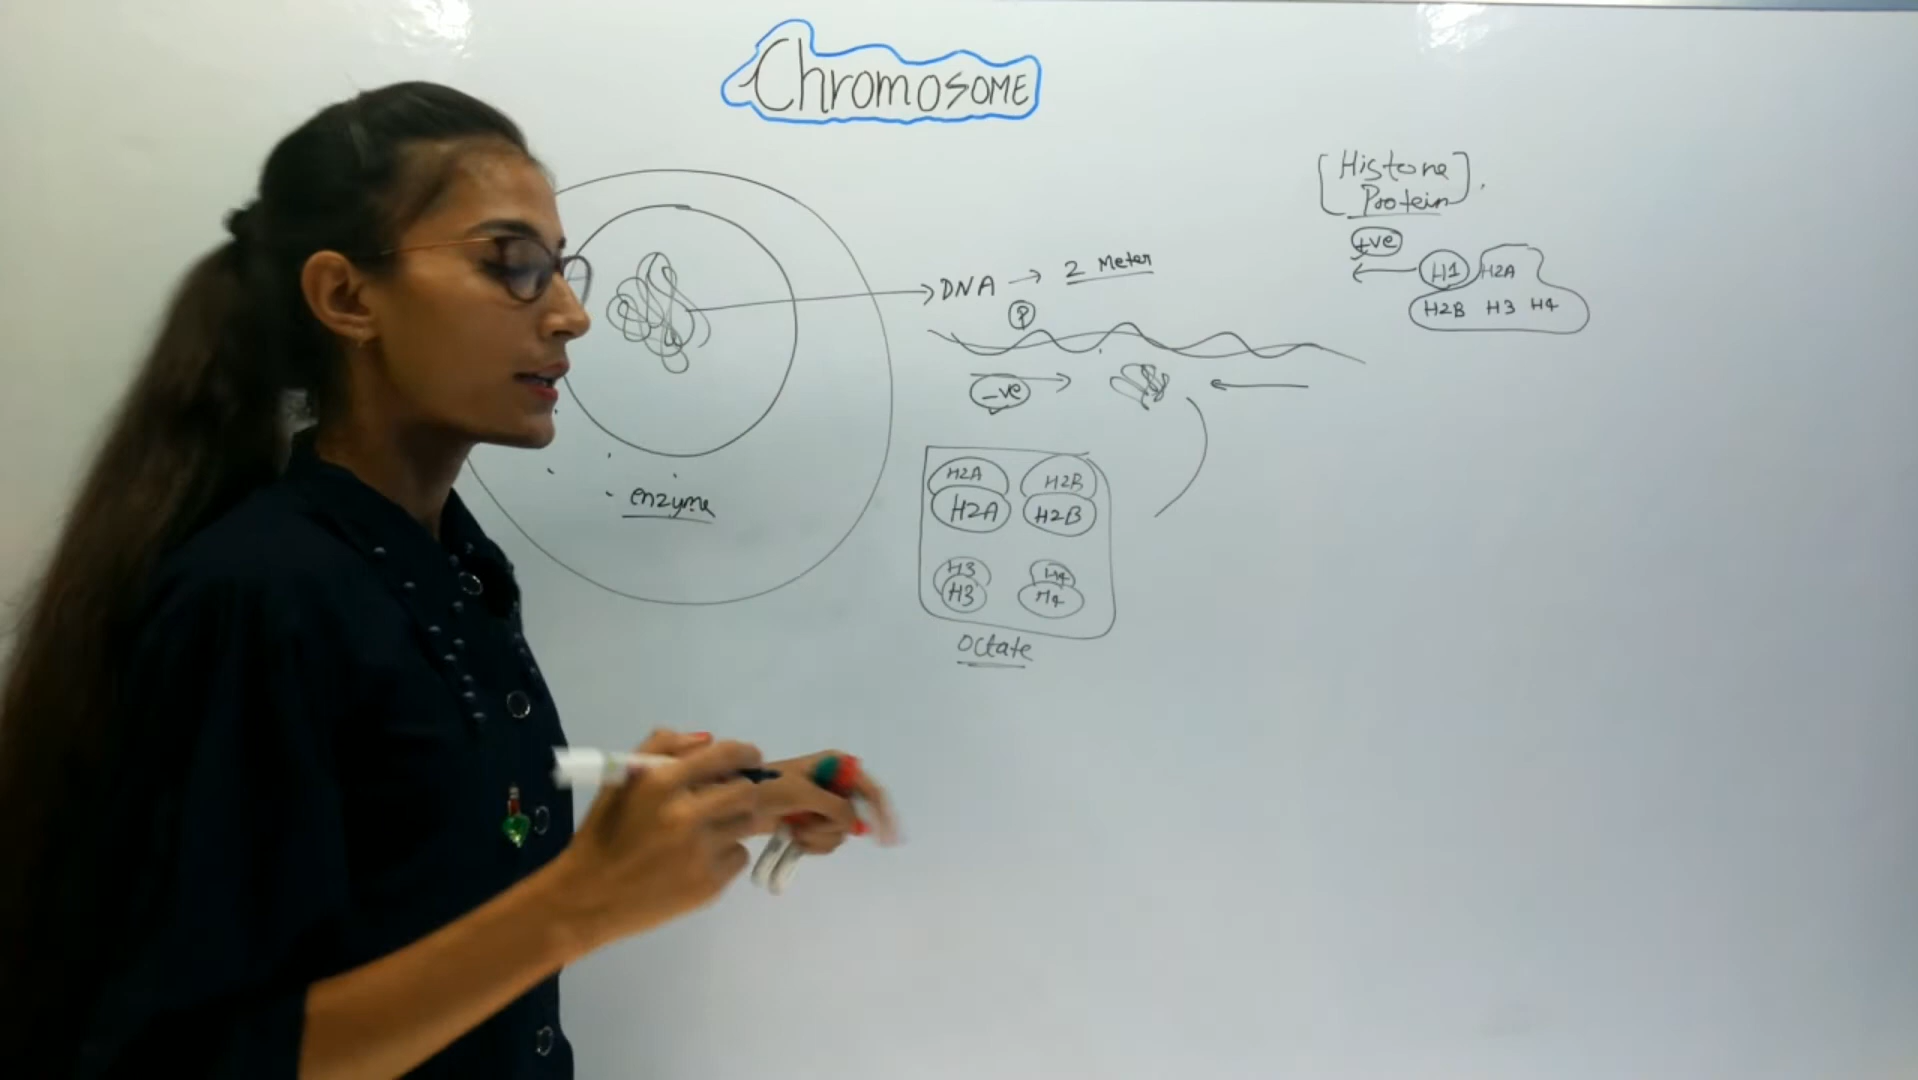 ChromosOME
[Histone
Protein].
+ve
H1 H2A
H2B H3 H4
DNA → 2 Meter
P
-ve
H2A H2B
H2A H2B
H3 H4
H3 H4
Octate
enzyme